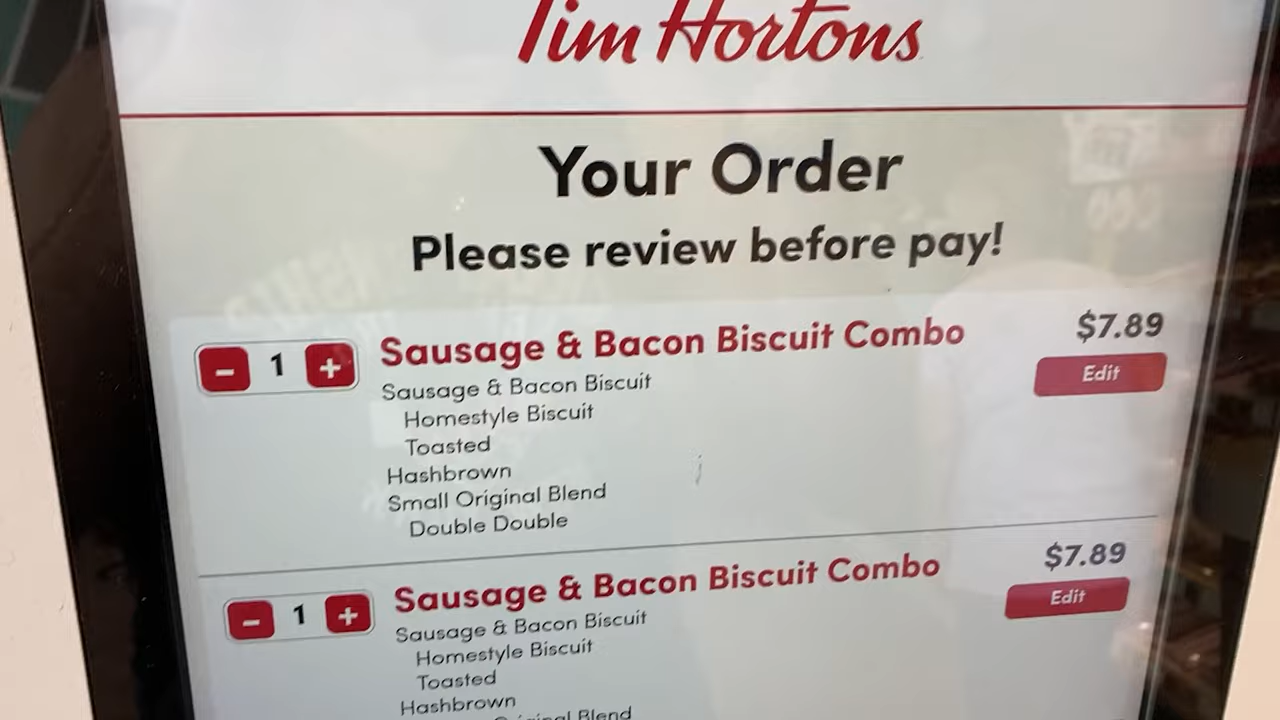 Tim Hortons
Your Order
Please review before pay!
- 1 + Sausage & Bacon Biscuit Combo $7.89
Edit
Sausage & Bacon Biscuit
Homestyle Biscuit
Toasted
Hashbrown
Small Original Blend
Double Double
- 1 + Sausage & Bacon Biscuit Combo $7.89
Edit
Sausage & Bacon Biscuit
Homestyle Biscuit
Toasted
Hashbrown
Original Blend